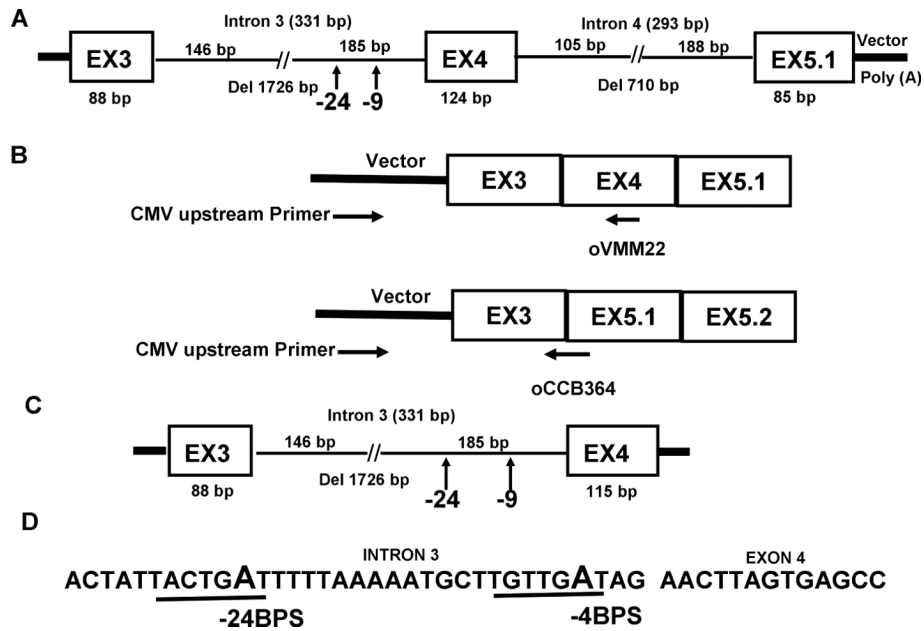 A
Intron 3 (331 bp)
Intron 4 (293 bp)
EX3
146 bp
//
185 bp
EX4
105 bp
//
188 bp
EX5.1
Vector
88 bp
Del 1726 bp
-24
-9
124 bp
Del 710 bp
85 bp
Poly (A)
B
Vector
EX3
EX4
EX5.1
CMV upstream Primer
oVMM22
Vector
EX3
EX5.1
EX5.2
CMV upstream Primer
oCCB364
C
Intron 3 (331 bp)
EX3
146 bp
//
185 bp
EX4
88 bp
Del 1726 bp
-24
-9
115 bp
D
INTRON 3
EXON 4
ACTATTACTGATTTTTAAAAATGCTTGTTGATAG AACTTAGTGAGCC
-24BPS
-4BPS